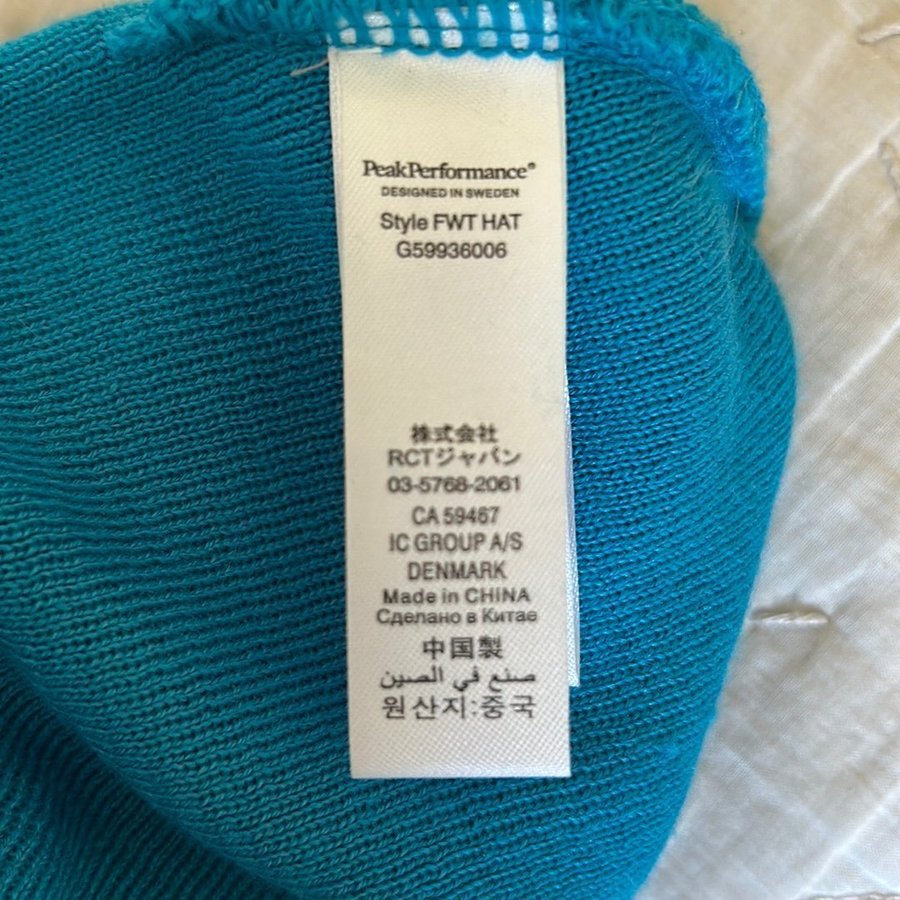 PeakPerformance®
DESIGNED IN SWEDEN
Style FWT HAT
G59936006
株式会社
RCTジャパン
03-5768-2061
CA 59467
IC GROUP A/S
DENMARK
Made in CHINA
Сделано в Китае
中国製
صنع في الصين
원산지:중국